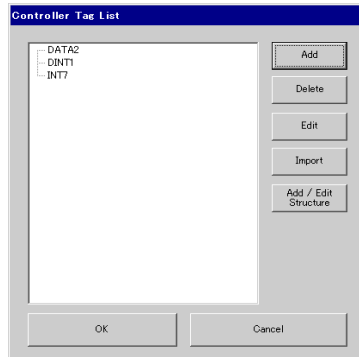 Controller Tag List
DATA2
DINT1
INT7
Add
Delete
Edit
Import
Add / Edit
Structure
OK
Cancel